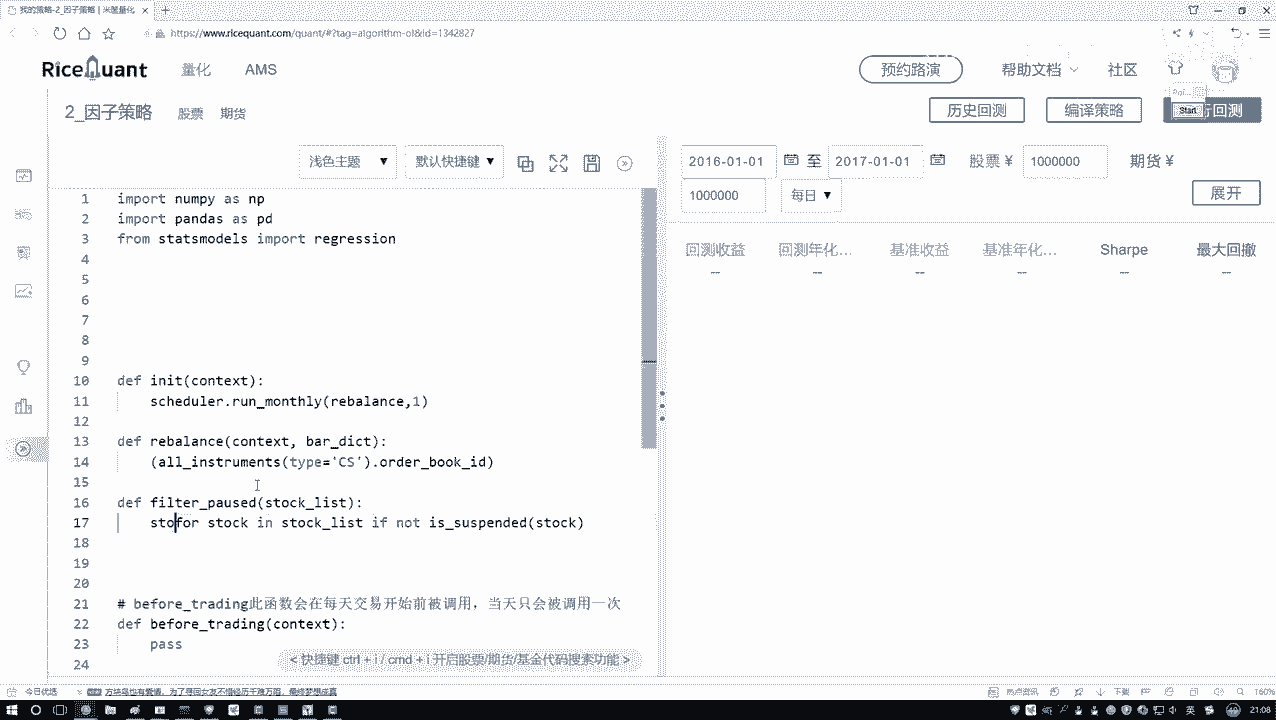 我的策略-2_因子策略 | 米筐量化
https://www.ricequant.com/quant/#?tag=algorithm-ol&id=1342827
RiceQuant 量化 AMS 预约路演 帮助文档 社区
2_因子策略 股票 期货 历史回测 编译策略 Start 行回测
浅色主题 默认快捷键 2016-01-01 至 2017-01-01 股票 ¥ 1000000 期货 ¥
1000000 每日 展开
回测收益 回测年化... 基准收益 基准年化... Sharpe 最大回撤
-- -- -- -- -- --
1 import numpy as np
2 import pandas as pd
3 from statsmodels import regression
4
5
6
7
8
9
10 def init(context):
11 scheduler.run_monthly(rebalance,1)
12
13 def rebalance(context, bar_dict):
14 (all_instruments(type='CS').order_book_id)
15
16 def filter_paused(stock_list):
17 stofor stock in stock_list if not is_suspended(stock)
18
19
20
21 # before_trading此函数会在每天交易开始前被调用，当天只会被调用一次
22 def before_trading(context):
23 pass
24
< 快捷键 ctrl + i / cmd + i 开启股票/期货/基金代码搜索功能 >
今日优选 热点资讯 下载 160%
英 21:08